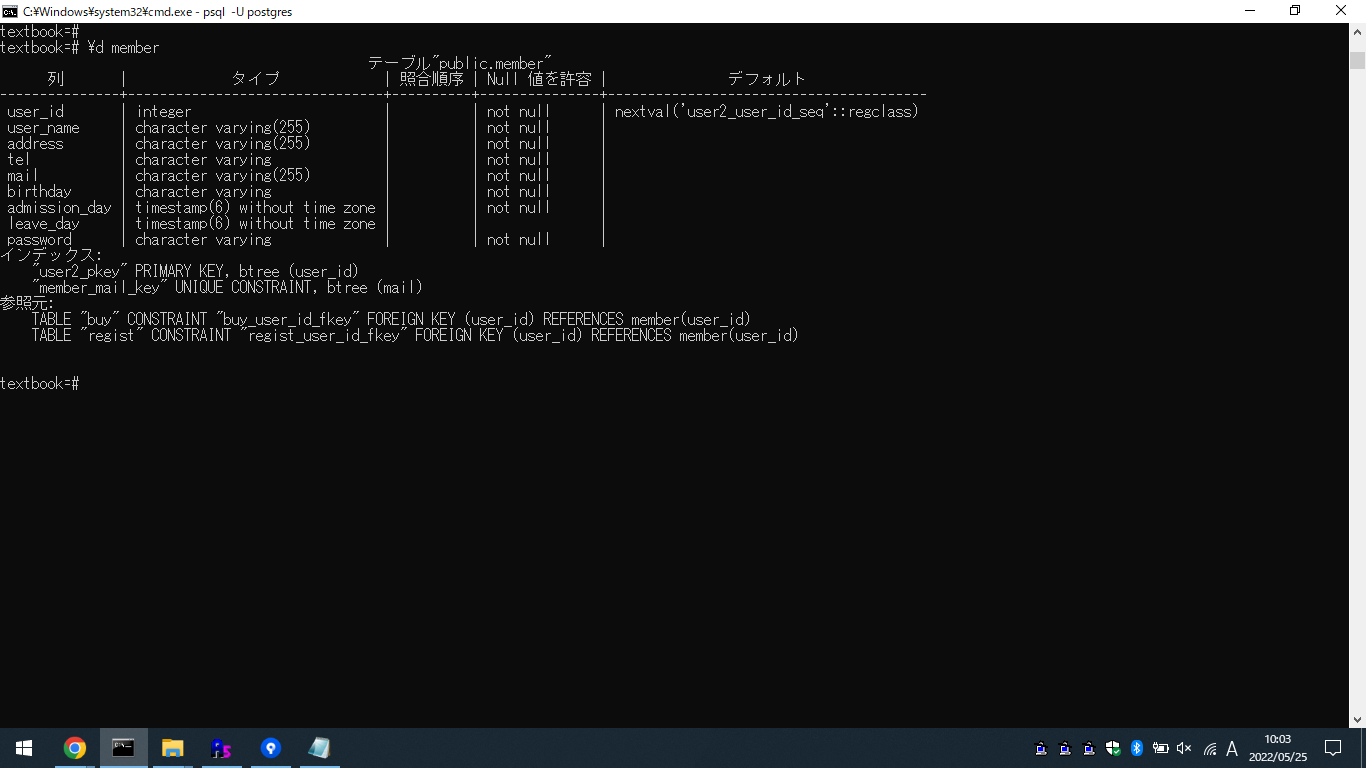 C:¥Windows¥system32¥cmd.exe - psql  -U postgres
textbook=#
textbook=# ¥d member
テーブル"public.member"
列 | タイプ | 照合順序 | Null 値を許容 | デフォルト
---------------+--------------------------------+----------+---------------+----------------------------------------
user_id | integer | | not null | nextval('user2_user_id_seq'::regclass)
user_name | character varying(255) | | not null |
address | character varying(255) | | not null |
tel | character varying | | not null |
mail | character varying(255) | | not null |
birthday | character varying | | not null |
admission_day | timestamp(6) without time zone | | not null |
leave_day | timestamp(6) without time zone | | |
password | character varying | | not null |
インデックス:
"user2_pkey" PRIMARY KEY, btree (user_id)
"member_mail_key" UNIQUE CONSTRAINT, btree (mail)
参照元:
TABLE "buy" CONSTRAINT "buy_user_id_fkey" FOREIGN KEY (user_id) REFERENCES member(user_id)
TABLE "regist" CONSTRAINT "regist_user_id_fkey" FOREIGN KEY (user_id) REFERENCES member(user_id)
textbook=#
A
10:03
2022/05/25